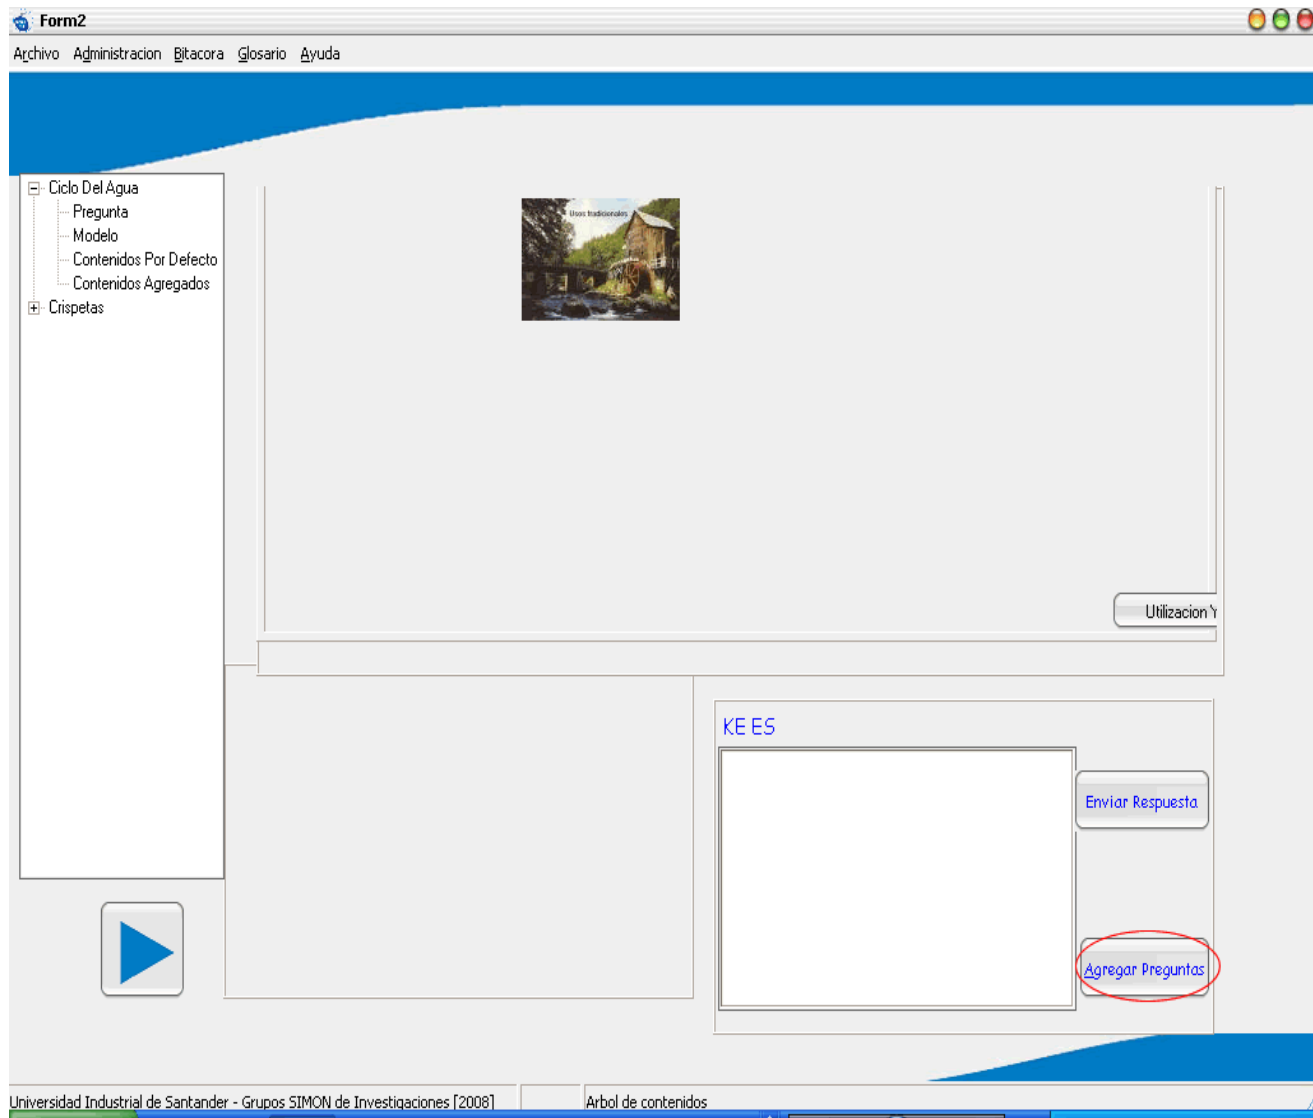 Form2
Archivo Administracion Bitacora Glosario Ayuda
Ciclo Del Agua
Pregunta
Modelo
Contenidos Por Defecto
Contenidos Agregados
Crispetas
Usos tradicionales
Utilizacion Y
KE ES
Enviar Respuesta
Agregar Preguntas
Universidad Industrial de Santander - Grupos SIMON de Investigaciones [2008]
Arbol de contenidos